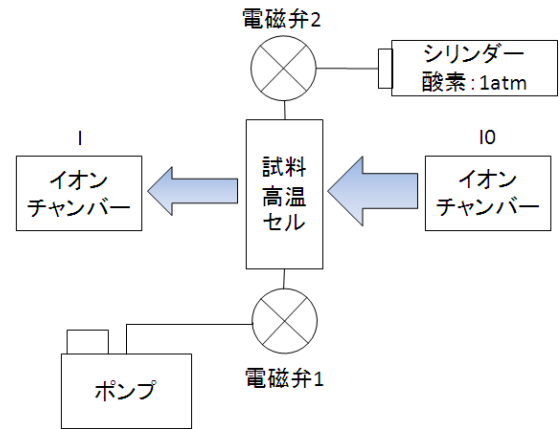 電磁弁2
シリンダー
酸素：1atm
I
I0
イオン
チャンバー
試料
高温
セル
イオン
チャンバー
電磁弁1
ポンプ